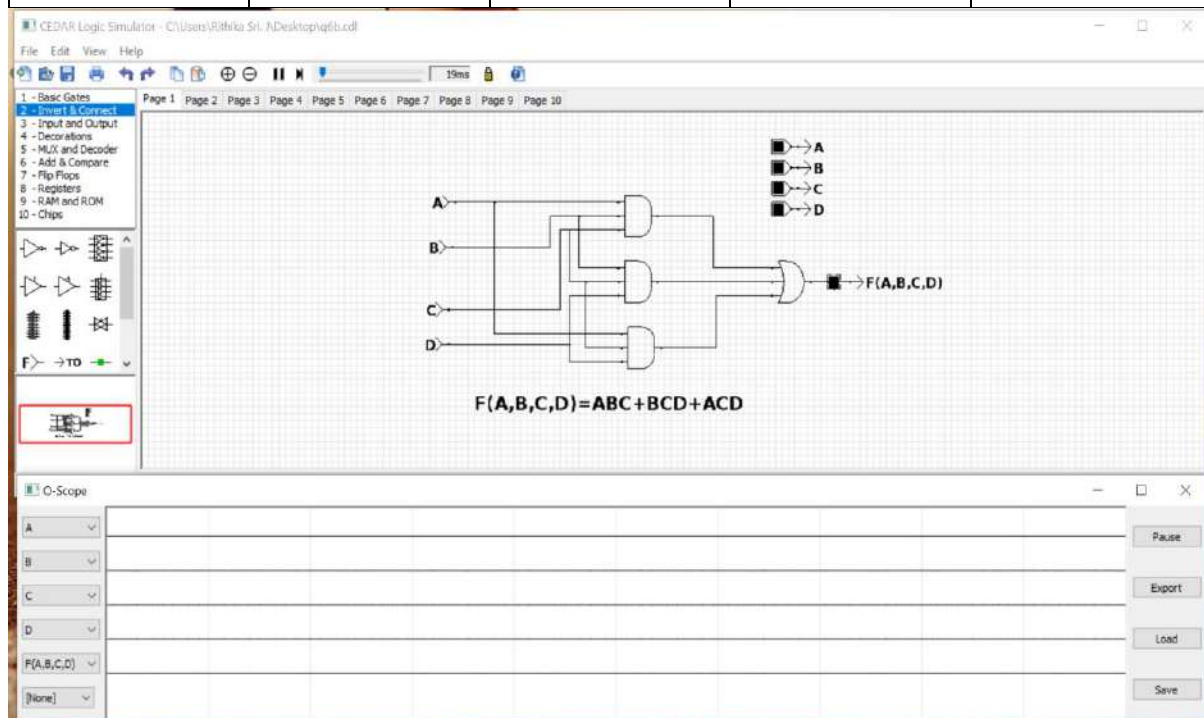 CEDAR Logic Simulator - C:\Users\Rithika Sri. J\Desktop\q6b.cdl
File Edit View Help
19ms
1 - Basic Gates
2 - Invert & Connect
3 - Input and Output
4 - Decorations
5 - MUX and Decoder
6 - Add & Compare
7 - Flip Flops
8 - Registers
9 - RAM and ROM
10 - Chips
Page 1 Page 2 Page 3 Page 4 Page 5 Page 6 Page 7 Page 8 Page 9 Page 10
A
B
C
D
A
B
C
D
F(A,B,C,D)
F(A,B,C,D)=ABC+BCD+ACD
F TO
F
O-Scope
A
B
C
D
F(A,B,C,D)
[None]
Pause
Export
Load
Save